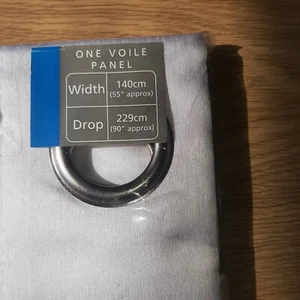 ONE VOILE
PANEL
Width 140cm
(55" approx)
Drop 229cm
(90" approx)